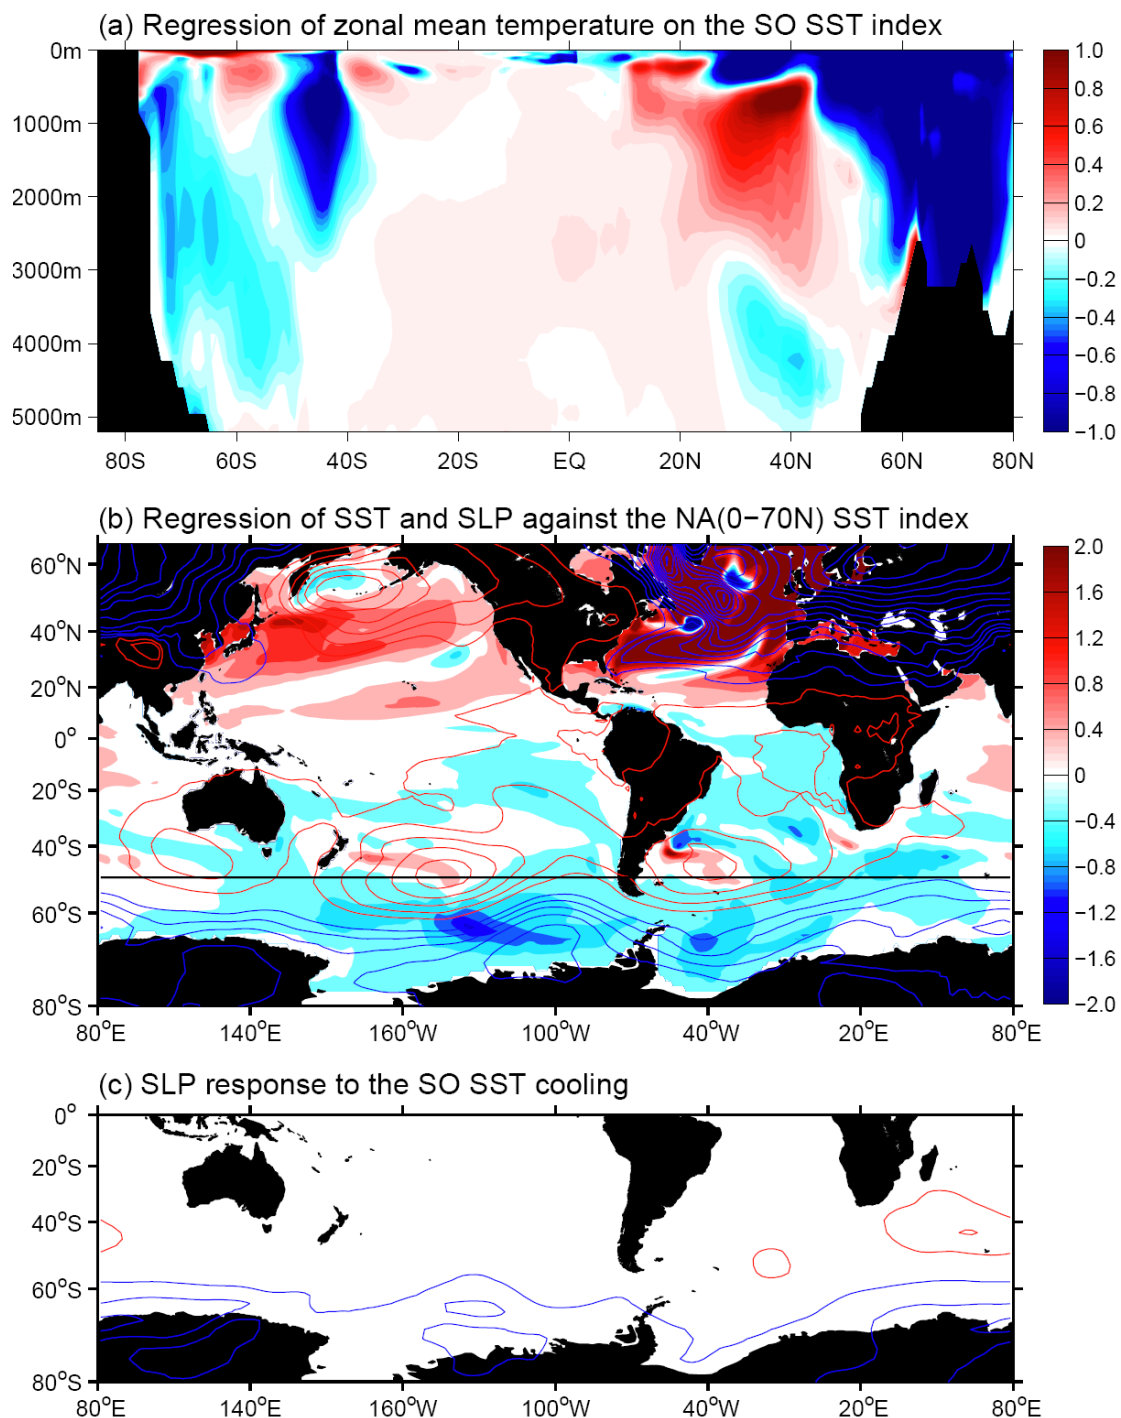 (a) Regression of zonal mean temperature on the SO SST index
0m
1000m
2000m
3000m
4000m
5000m
80S 60S 40S 20S EQ 20N 40N 60N 80N
1.0
0.8
0.6
0.4
0.2
0
−0.2
−0.4
−0.6
−0.8
−1.0
(b) Regression of SST and SLP against the NA(0−70N) SST index
60°N
40°N
20°N
0°
20°S
40°S
60°S
80°S
80°E 140°E 160°W 100°W 40°W 20°E 80°E
2.0
1.6
1.2
0.8
0.4
0
−0.4
−0.8
−1.2
−1.6
−2.0
(c) SLP response to the SO SST cooling
0°
20°S
40°S
60°S
80°S
80°E 140°E 160°W 100°W 40°W 20°E 80°E